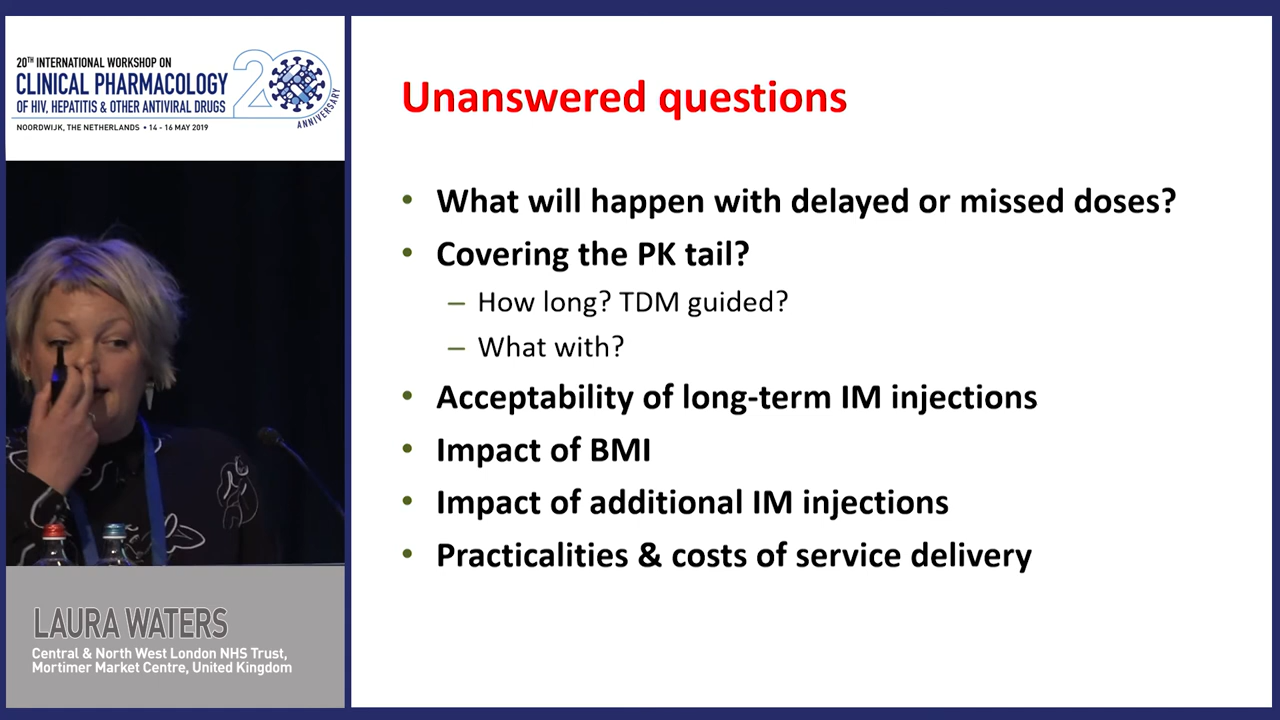 20TH INTERNATIONAL WORKSHOP ON
CLINICAL PHARMACOLOGY
OF HIV, HEPATITIS & OTHER ANTIVIRAL DRUGS
NOORDWIJK, THE NETHERLANDS • 14 - 16 MAY 2019
20
ANNIVERSARY
LAURA WATERS
Central & North West London NHS Trust,
Mortimer Market Centre, United Kingdom
Unanswered questions
• What will happen with delayed or missed doses?
• Covering the PK tail?
– How long? TDM guided?
– What with?
• Acceptability of long-term IM injections
• Impact of BMI
• Impact of additional IM injections
• Practicalities & costs of service delivery